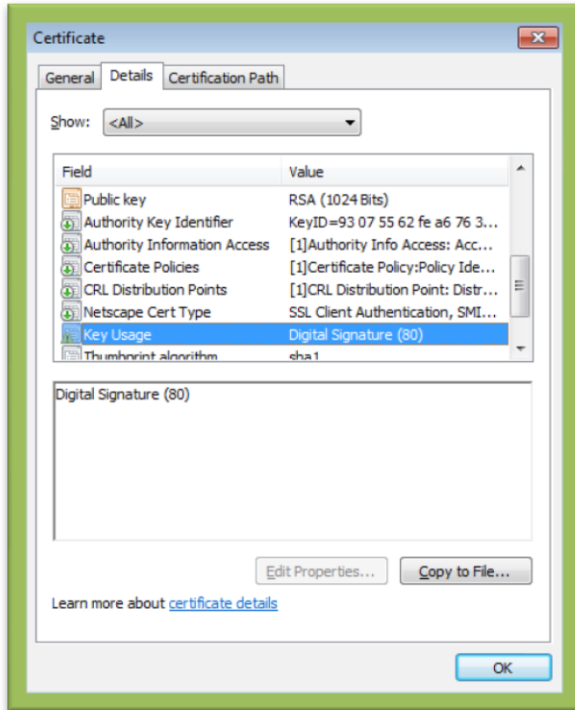 Certificate
General Details Certification Path
Show: <All>
Field Value
Public key RSA (1024 Bits)
Authority Key Identifier KeyID=93 07 55 62 fe a6 76 3...
Authority Information Access [1]Authority Info Access: Acc...
Certificate Policies [1]Certificate Policy:Policy Ide...
CRL Distribution Points [1]CRL Distribution Point: Distr...
Netscape Cert Type SSL Client Authentication, SMI...
Key Usage Digital Signature (80)
Thumbprint algorithm sha1
Digital Signature (80)
Edit Properties... Copy to File...
Learn more about certificate details
OK